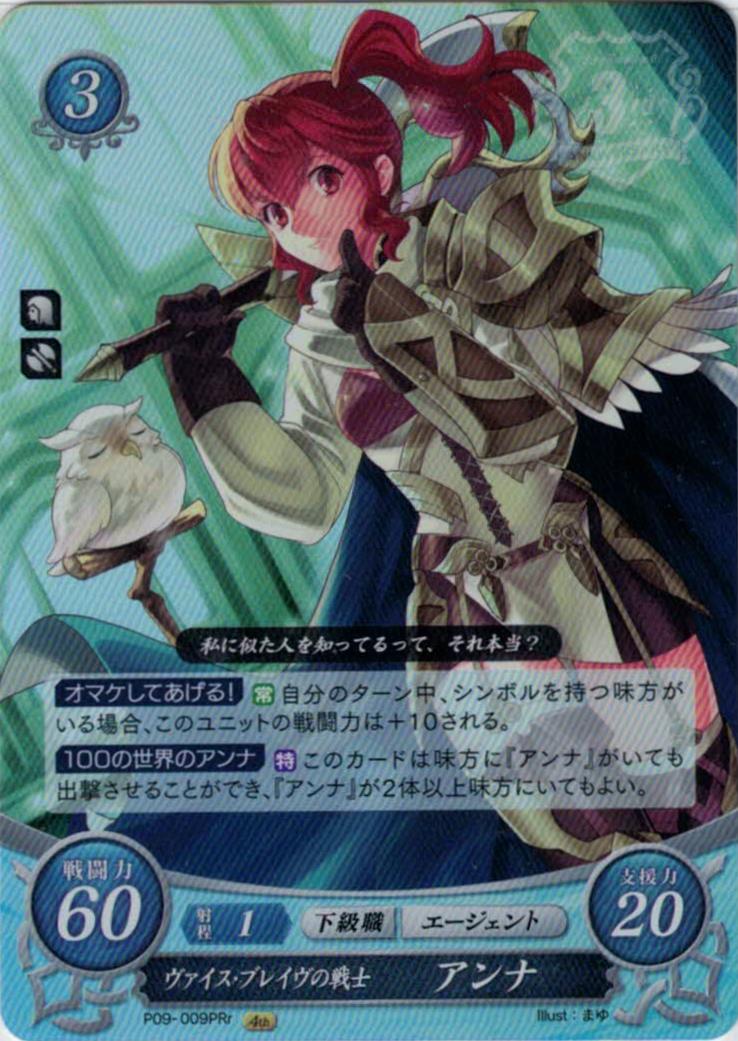 3
私に似た人を知ってるって、それ本当？
オマケしてあげる！ 常 自分のターン中、シンボルを持つ味方が
いる場合、このユニットの戦闘力は＋10される。
100の世界のアンナ 特 このカードは味方に『アンナ』がいても
出撃させることができ、『アンナ』が2体以上味方にいてもよい。
戦闘力
60
射程 1 下級職 エージェント
支援力
20
ヴァイス・ブレイヴの戦士 アンナ
P09-009PRr 4th Illust：まゆ